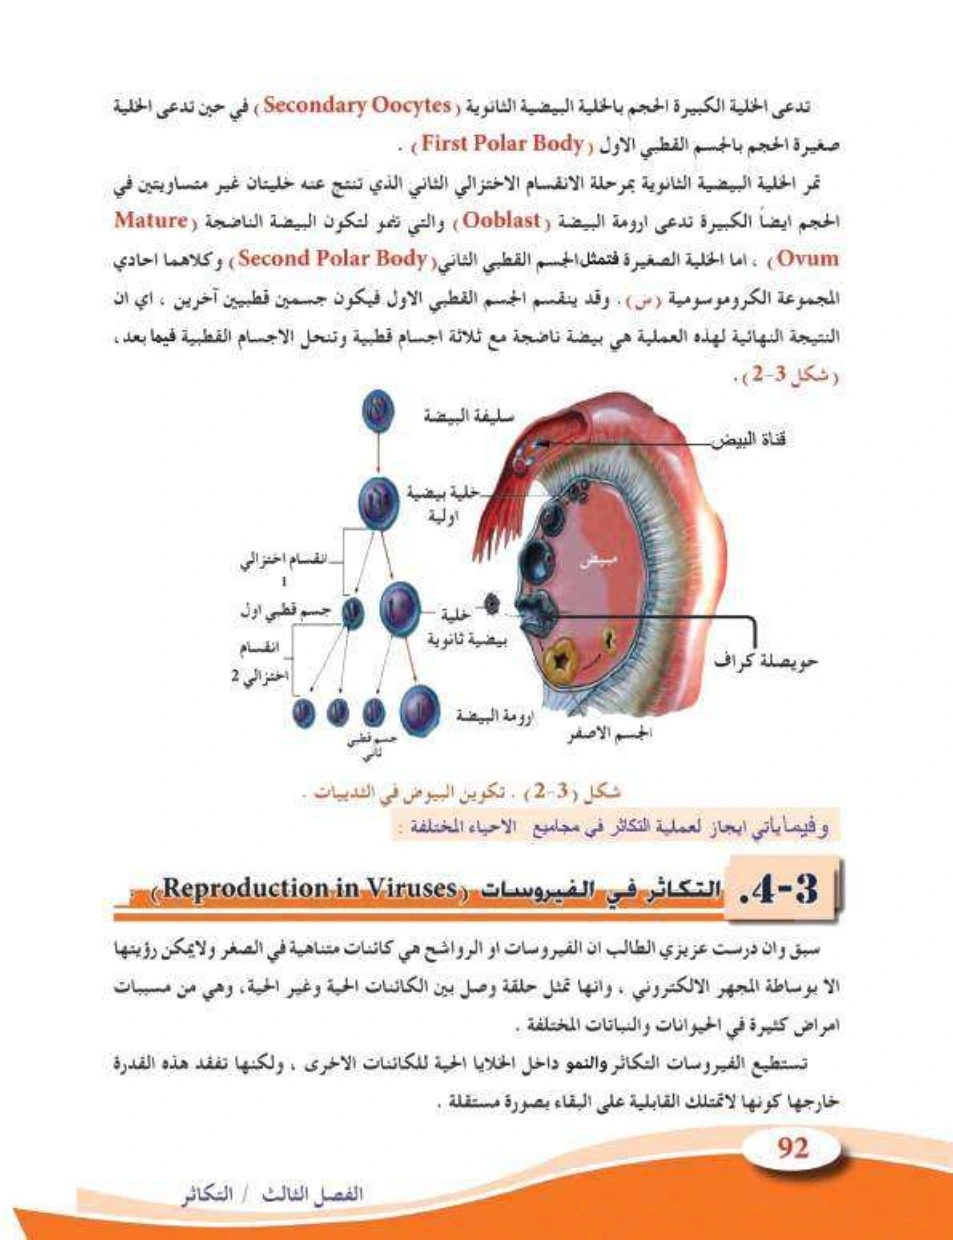 تدعى الخلية الكبيرة الحجم بالخلية البيضية الثانوية (Secondary Oocytes) في حين تدعى الخلية
صغيرة الحجم بالجسم القطبي الاول (First Polar Body) .
تمر الخلية البيضية الثانوية بمرحلة الانقسام الاختزالي الثاني الذي تنتج عنه خليتان غير متساويتين في
الحجم ايضاً الكبيرة تدعى ارومة البيضة (Ooblast) والتي تنمو لتكون البيضة الناضجة (Mature
Ovum) ، اما الخلية الصغيرة فتمثل الجسم القطبي الثاني (Second Polar Body) وكلاهما احادي
المجموعة الكروموسومية (س) . وقد ينقسم الجسم القطبي الاول فيكون جسمين قطبيين آخرين ، اي ان
النتيجة النهائية لهذه العملية هي بيضة ناضجة مع ثلاثة اجسام قطبية وتنحل الاجسام القطبية فيما بعد ،
(شكل 3-2) .
سليفة البيضة
قناة البيض
خلية بيضية
اولية
مبيض
انقسام اختزالي
1
جسم قطبي اول
خلية
بيضية ثانوية
انقسام
اختزالي 2
حويصلة كراف
ارومة البيضة
الجسم الاصفر
جسم قطبي
ثاني
شكل (3-2) . تكوين البيوض في الثدييات .
وفيما يأتي ايجاز لعملية التكاثر في مجاميع الاحياء المختلفة :
4-3. التكاثر في الفيروسات (Reproduction in Viruses) :
سبق وان درست عزيزي الطالب ان الفيروسات او الرواشح هي كائنات متناهية في الصغر ولايمكن رؤيتها
الا بوساطة المجهر الالكتروني ، وانها تمثل حلقة وصل بين الكائنات الحية وغير الحية ، وهي من مسببات
امراض كثيرة في الحيوانات والنباتات المختلفة .
تستطيع الفيروسات التكاثر والنمو داخل الخلايا الحية للكائنات الاخرى ، ولكنها تفقد هذه القدرة
خارجها كونها لاتمتلك القابلية على البقاء بصورة مستقلة .
92
الفصل الثالث / التكاثر